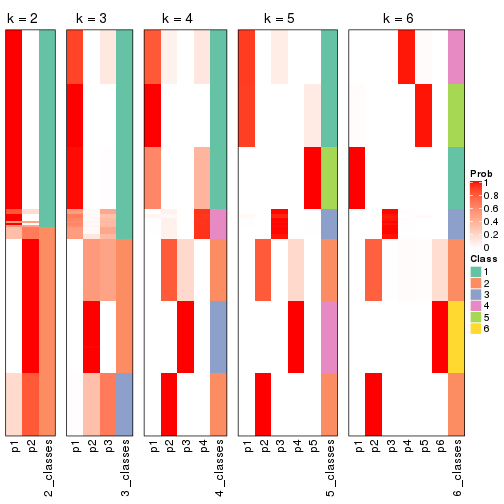 k = 2
k = 3
k = 4
k = 5
k = 6
Prob
1
0.8
0.6
0.4
0.2
0
Class
1
2
3
4
5
6
p1
p2
2_classes
p1
p2
p3
3_classes
p1
p2
p3
p4
4_classes
p1
p2
p3
p4
p5
5_classes
p1
p2
p3
p4
p5
p6
6_classes